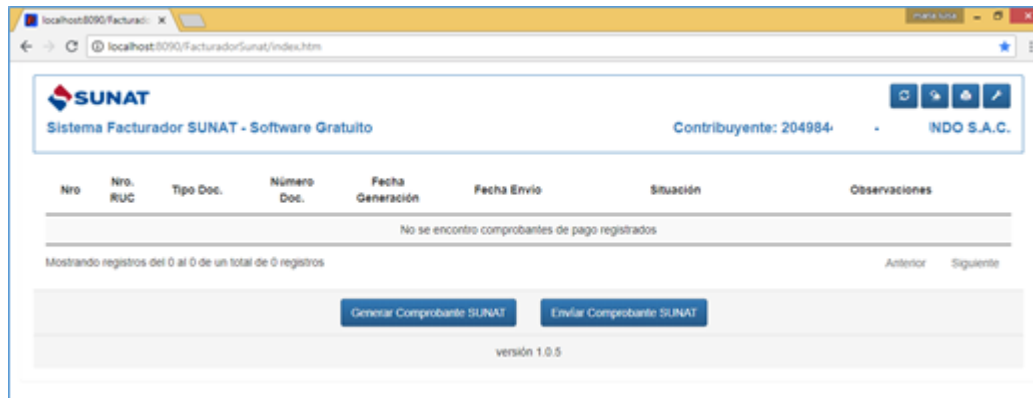 localhost:8090/Facturado
localhost:8090/FacturadorSunat/index.htm
SUNAT
Sistema Facturador SUNAT - Software Gratuito
Contribuyente: 204984 - INDO S.A.C.
Nro Nro. RUC Tipo Doc. Número Doc. Fecha Generación Fecha Envío Situación Observaciones
No se encontro comprobantes de pago registrados
Mostrando registros del 0 al 0 de un total de 0 registros
Anterior Siguiente
Generar Comprobante SUNAT Enviar Comprobante SUNAT
versión 1.0.5